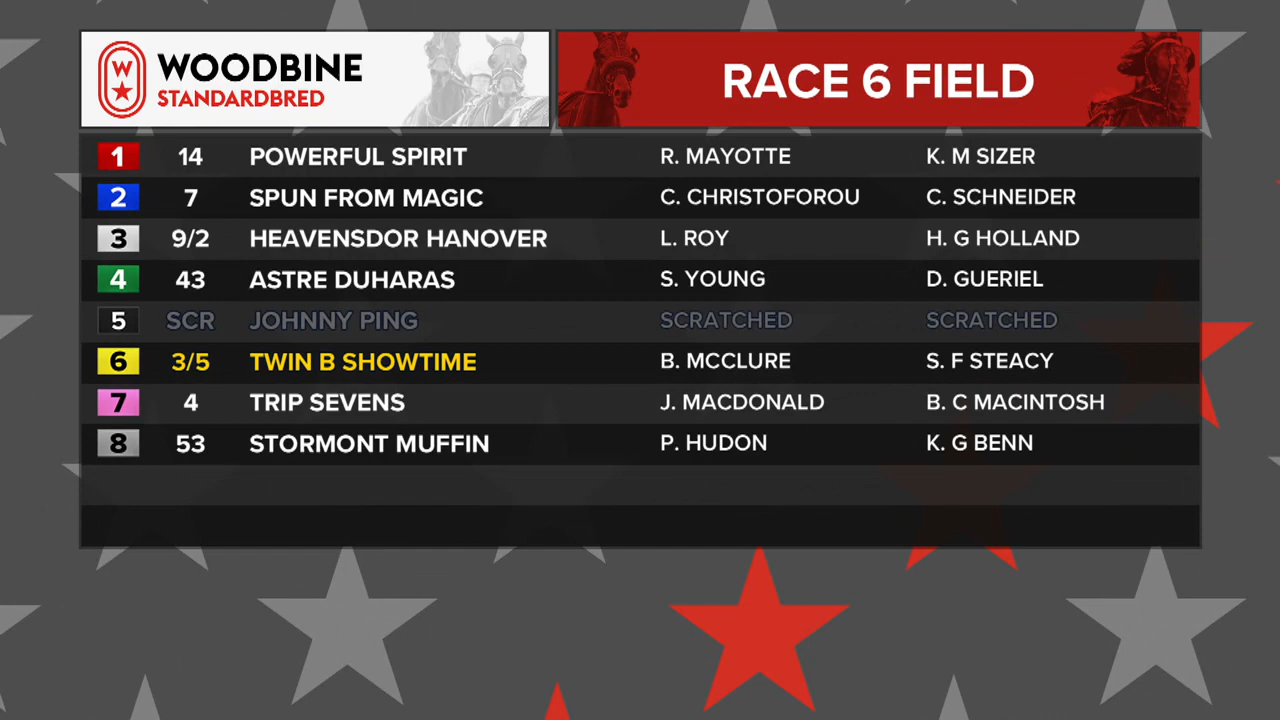 W
WOODBINE
STANDARDBRED
RACE 6 FIELD
1 14 POWERFUL SPIRIT R. MAYOTTE K. M SIZER
2 7 SPUN FROM MAGIC C. CHRISTOFOROU C. SCHNEIDER
3 9/2 HEAVENSDOR HANOVER L. ROY H. G HOLLAND
4 43 ASTRE DUHARAS S. YOUNG D. GUERIEL
5 SCR JOHNNY PING SCRATCHED SCRATCHED
6 3/5 TWIN B SHOWTIME B. MCCLURE S. F STEACY
7 4 TRIP SEVENS J. MACDONALD B. C MACINTOSH
8 53 STORMONT MUFFIN P. HUDON K. G BENN